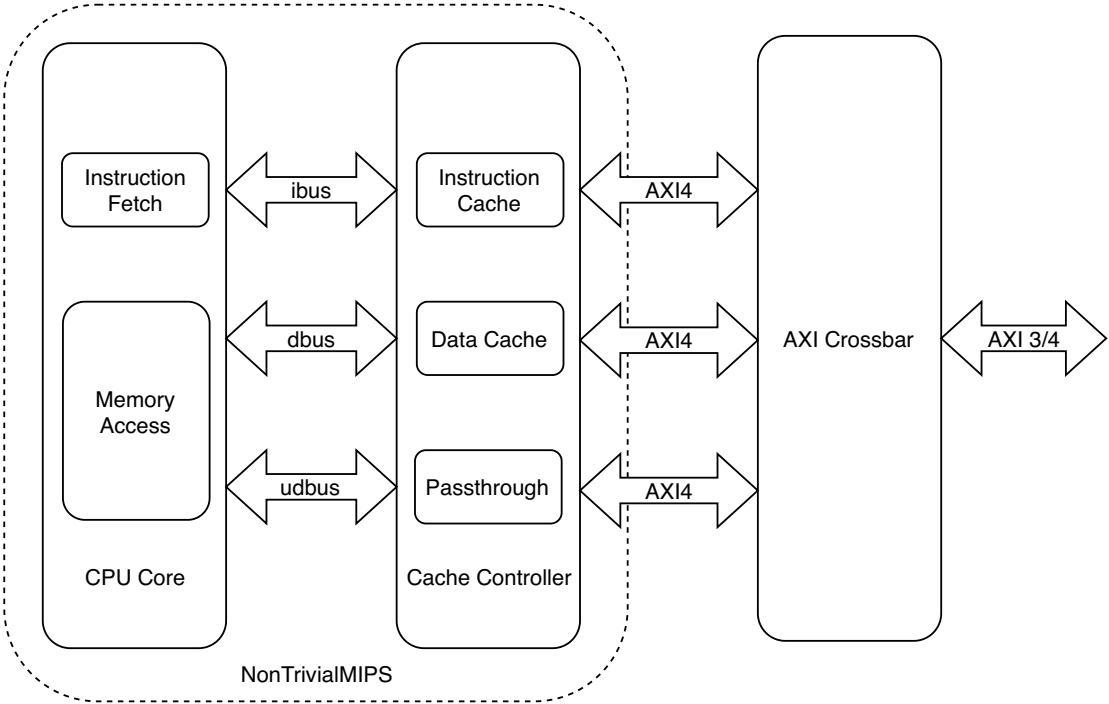 Instruction
Fetch
ibus
Instruction
Cache
AXI4
Memory
Access
dbus
Data Cache
AXI4
AXI Crossbar
AXI 3/4
udbus
Passthrough
AXI4
CPU Core
Cache Controller
NonTrivialMIPS